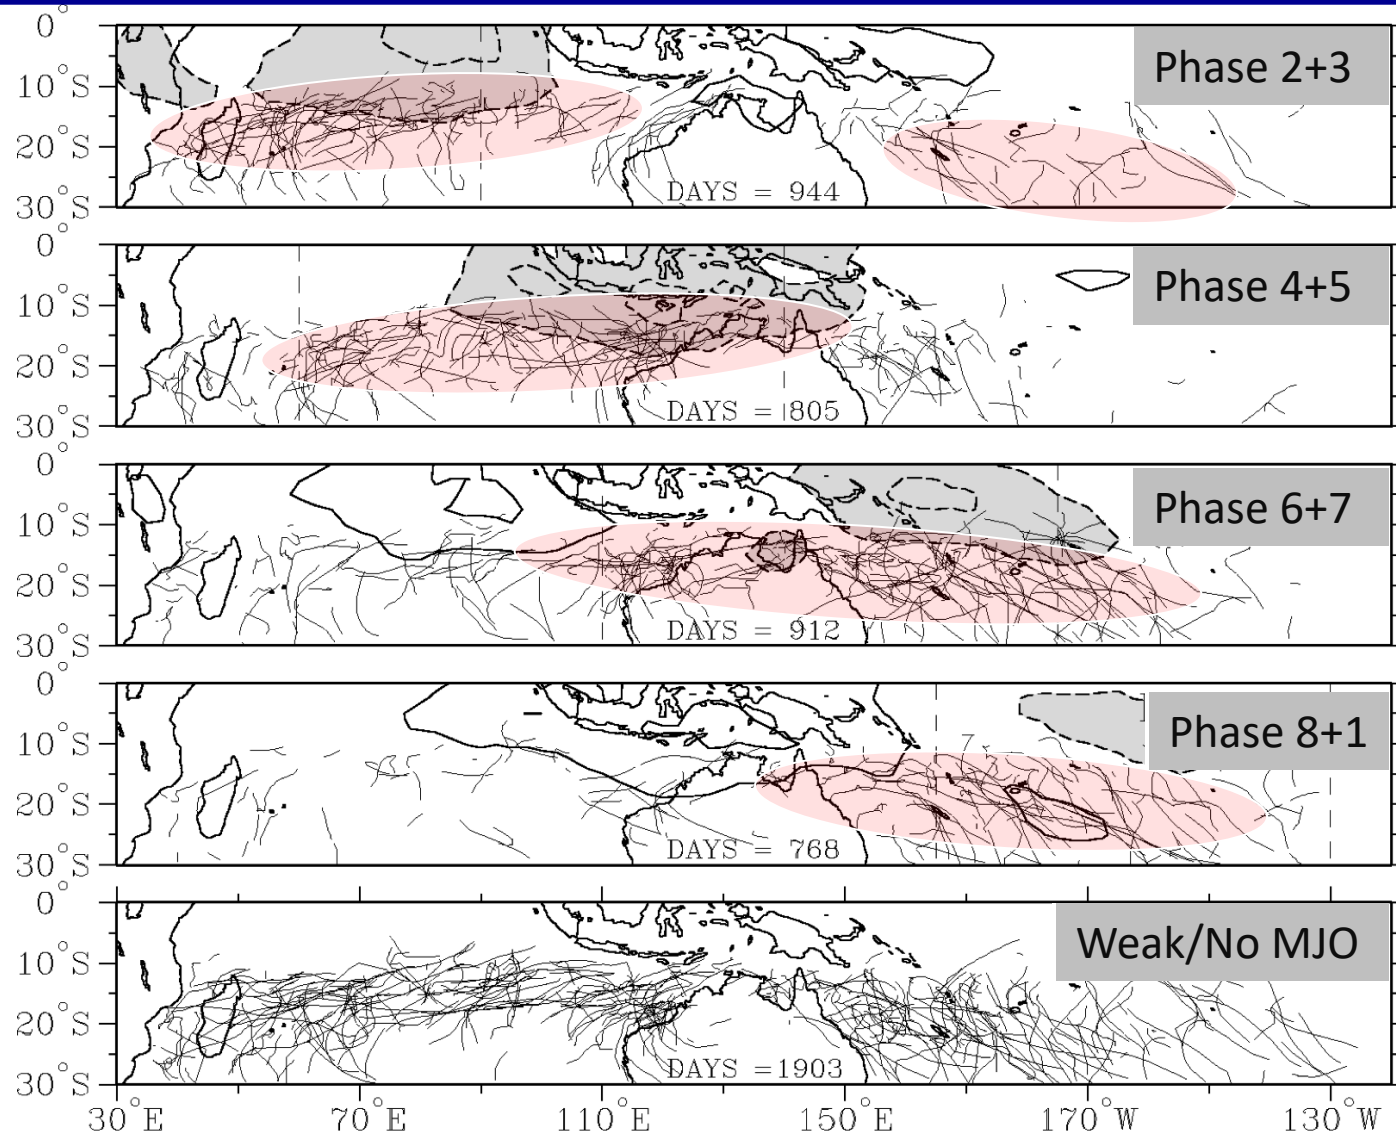 0°
10°S
20°S
30°S
Phase 2+3
DAYS = 944
0°
10°S
20°S
30°S
Phase 4+5
DAYS = 805
0°
10°S
20°S
30°S
Phase 6+7
DAYS = 912
0°
10°S
20°S
30°S
Phase 8+1
DAYS = 768
0°
10°S
20°S
30°S
Weak/No MJO
DAYS =1903
30°E 70°E 110°E 150°E 170°W 130°W